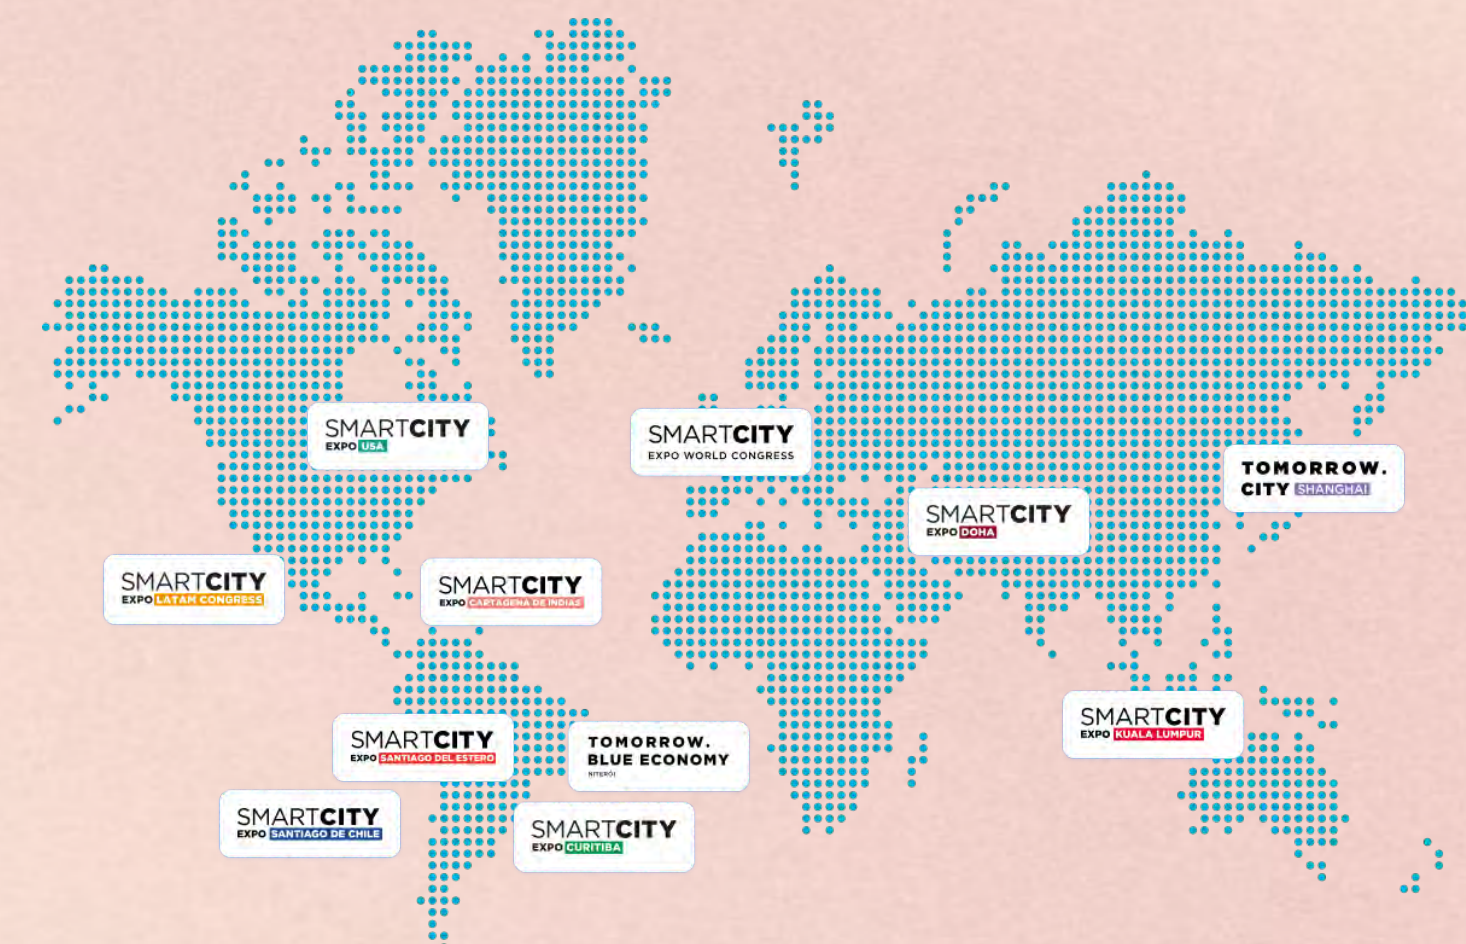 SMARTCITY
EXPO USA
SMARTCITY
EXPO WORLD CONGRESS
TOMORROW.
CITY SHANGHAI
SMARTCITY
EXPO DOHA
SMARTCITY
EXPO LATAM CONGRESS
SMARTCITY
EXPO CARTAGENA DE INDIAS
SMARTCITY
EXPO KUALA LUMPUR
SMARTCITY
EXPO SANTIAGO DEL ESTERO
TOMORROW.
BLUE ECONOMY
NITERÓI
SMARTCITY
EXPO SANTIAGO DE CHILE
SMARTCITY
EXPO CURITIBA